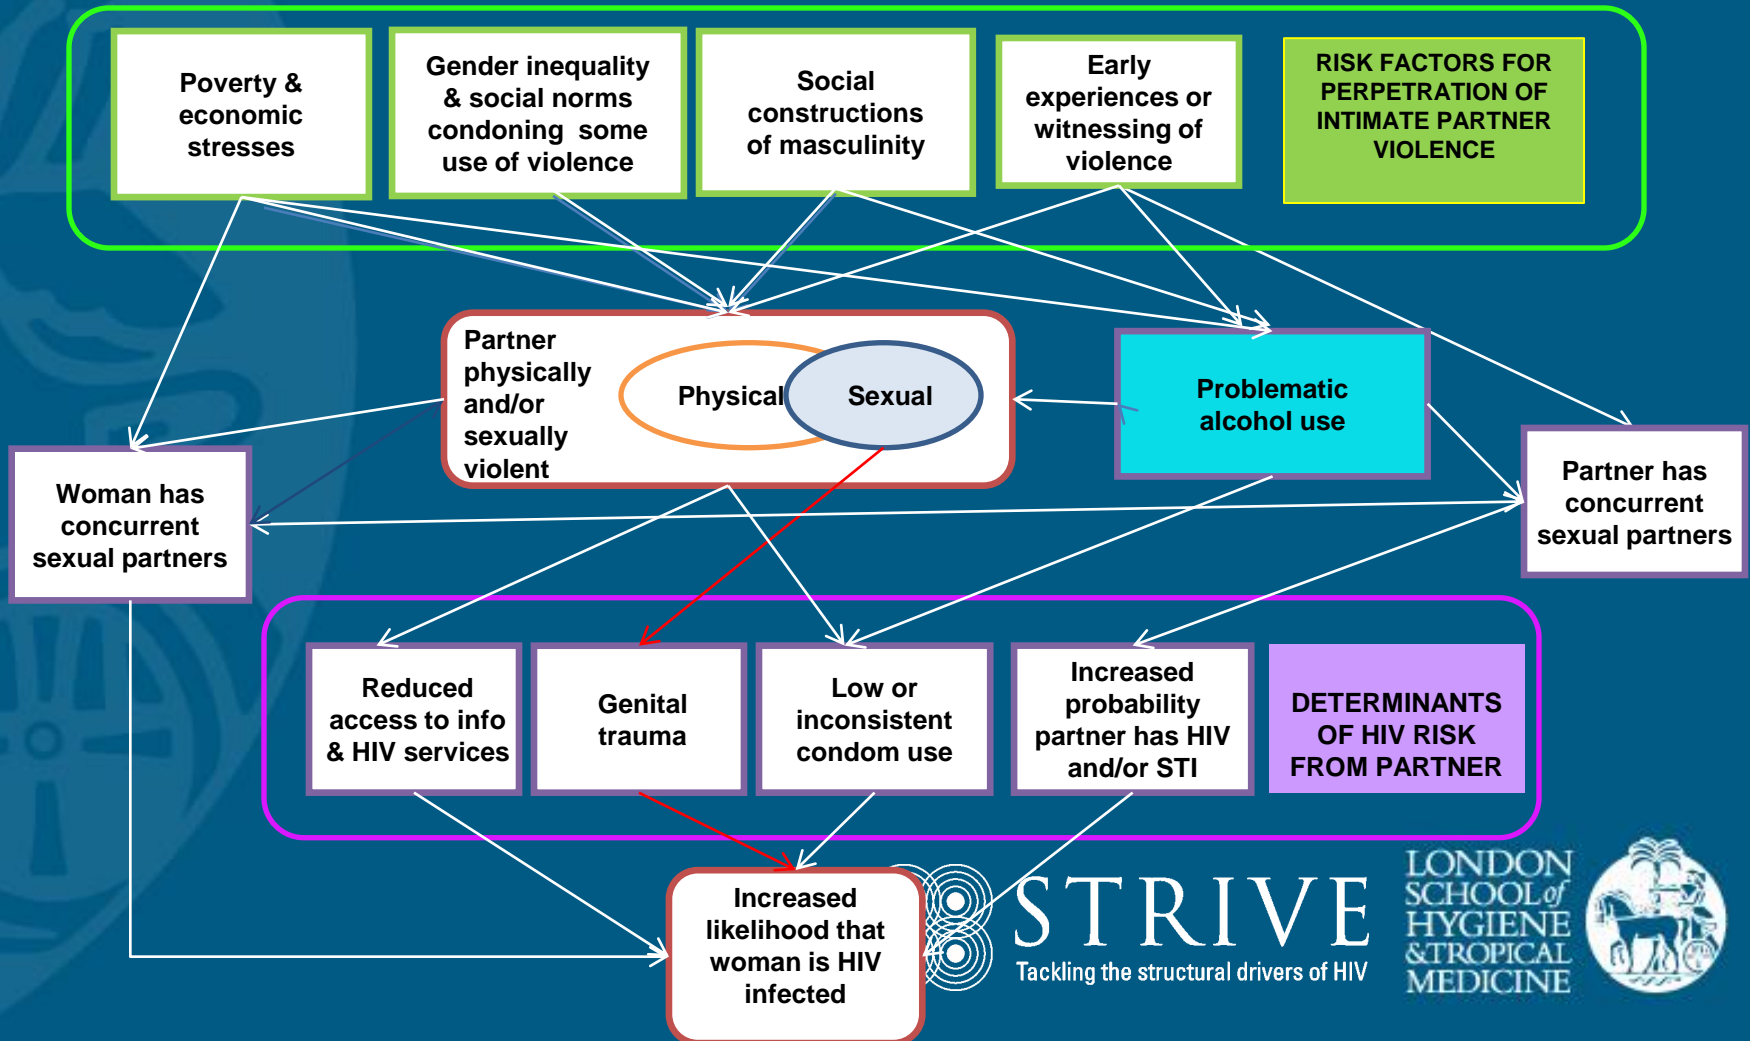 Poverty &
economic
stresses
Gender inequality
& social norms
condoning some
use of violence
Social
constructions
of masculinity
Early
experiences or
witnessing of
violence
RISK FACTORS FOR
PERPETRATION OF
INTIMATE PARTNER
VIOLENCE
Partner
physically
and/or
sexually
violent
Physical
Sexual
Problematic
alcohol use
Woman has
concurrent
sexual partners
Partner has
concurrent
sexual partners
Reduced
access to info
& HIV services
Genital
trauma
Low or
inconsistent
condom use
Increased
probability
partner has HIV
and/or STI
DETERMINANTS
OF HIV RISK
FROM PARTNER
Increased
likelihood that
woman is HIV
infected
STRIVE
Tackling the structural drivers of HIV
LONDON
SCHOOL of
HYGIENE
&TROPICAL
MEDICINE